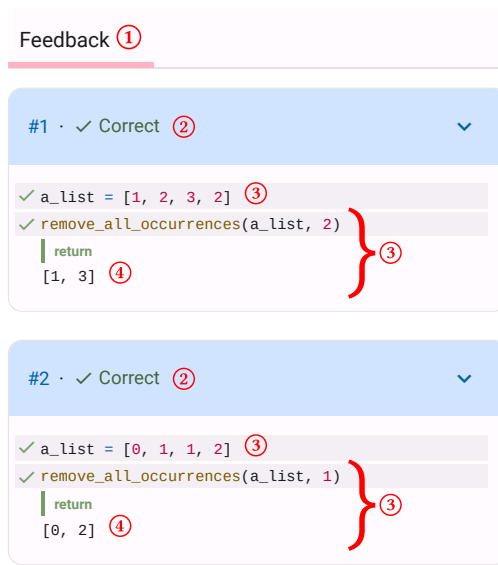 Feedback ①
#1 · ✓ Correct ②
✓ a_list = [1, 2, 3, 2] ③
✓ remove_all_occurrences(a_list, 2)
return ③
[1, 3] ④
#2 · ✓ Correct ②
✓ a_list = [0, 1, 1, 2] ③
✓ remove_all_occurrences(a_list, 1)
return ③
[0, 2] ④